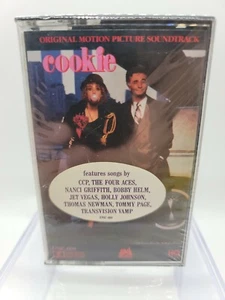 ORIGINAL MOTION PICTURE SOUNDTRACK
cookie
features songs by
CCP, THE FOUR ACES,
NANCI GRIFFITH, BOBBY HELM,
JET VEGAS, HOLLY JOHNSON,
THOMAS NEWMAN, TOMMY PAGE,
TRANSVISION VAMP